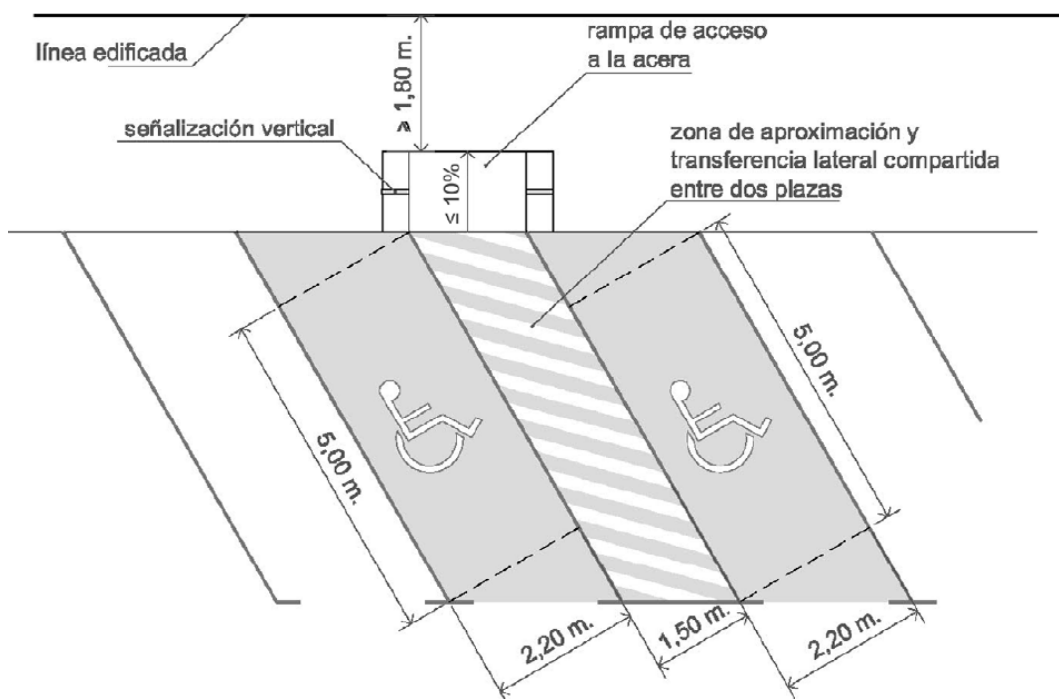 línea edificada
≥ 1,80 m.
rampa de acceso
a la acera
señalización vertical
≤ 10%
zona de aproximación y
transferencia lateral compartida
entre dos plazas
5,00 m.
5,00 m.
2,20 m.
1,50 m.
2,20 m.